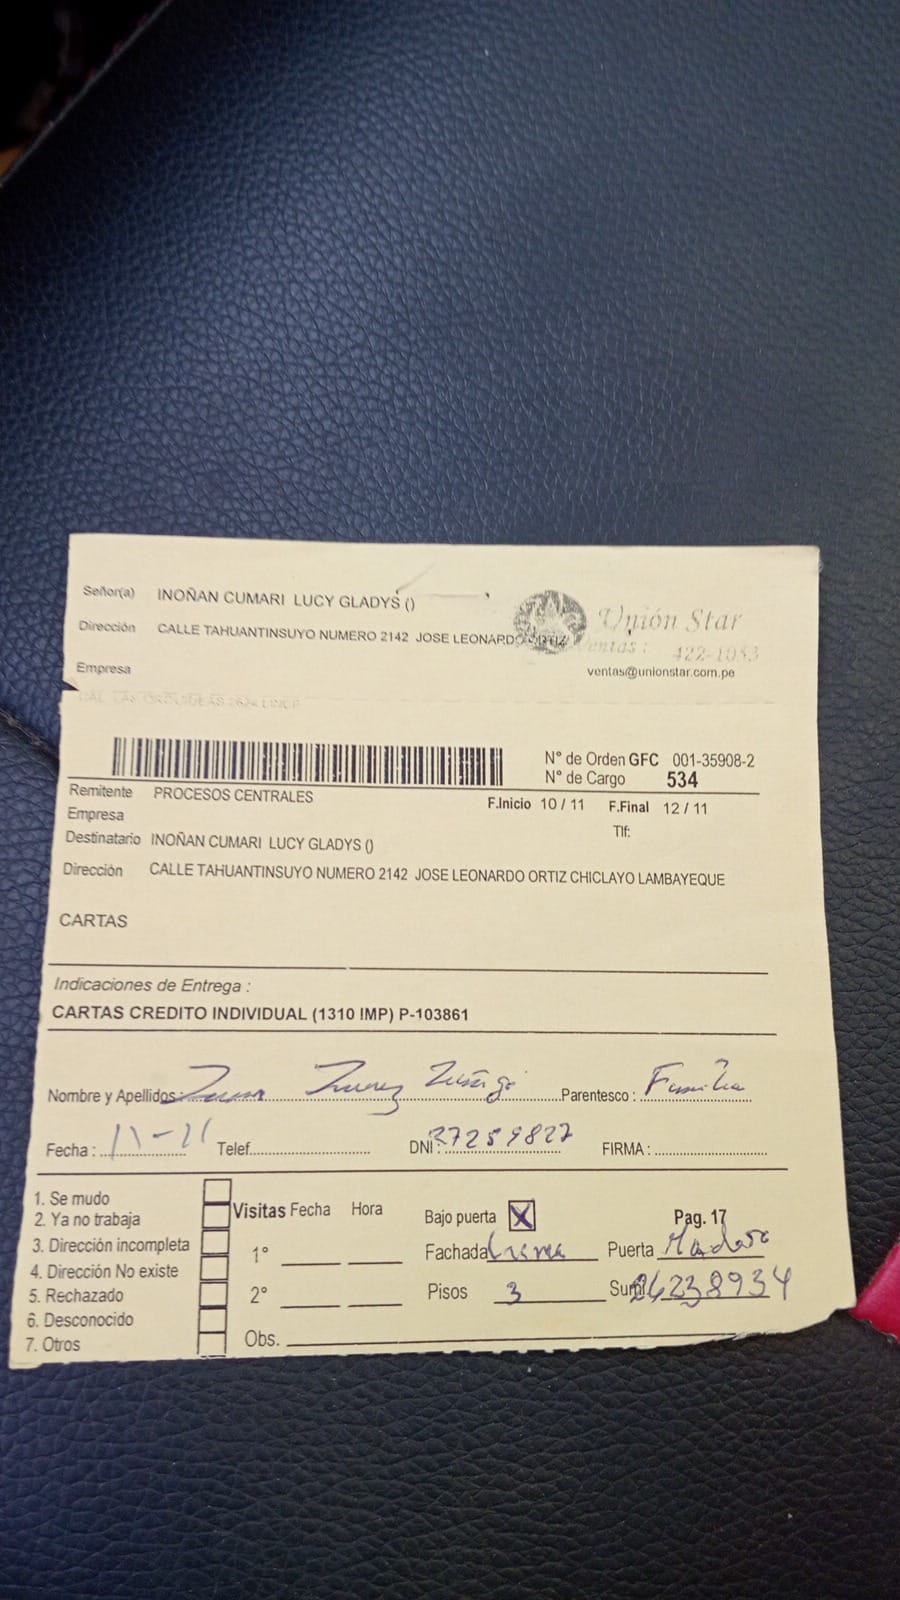 Señor(a) INOÑAN CUMARI LUCY GLADYS ()
Dirección CALLE TAHUANTINSUYO NUMERO 2142 JOSE LEONARDO ORTIZ
Empresa
Unión Star
Ventas: 422-1053
ventas@unionstar.com.pe
N° de Orden GFC 001-35908-2
N° de Cargo 534
Remitente PROCESOS CENTRALES
F.Inicio 10 / 11 F.Final 12 / 11
Empresa
Tlf:
Destinatario INOÑAN CUMARI LUCY GLADYS ()
Dirección CALLE TAHUANTINSUYO NUMERO 2142 JOSE LEONARDO ORTIZ CHICLAYO LAMBAYEQUE
CARTAS
Indicaciones de Entrega :
CARTAS CREDITO INDIVIDUAL (1310 IMP) P-103861
Nombre y Apellidos: Parentesco : Familia
Fecha : 11-11 Telef. DNI: 27259827 FIRMA :
1. Se mudo
2. Ya no trabaja
3. Dirección incompleta
4. Dirección No existe
5. Rechazado
6. Desconocido
7. Otros
Visitas Fecha Hora
1°
2°
Obs.
Bajo puerta X Pag. 17
Fachada Crema Puerta Madera
Pisos 3 Sum. 26238934